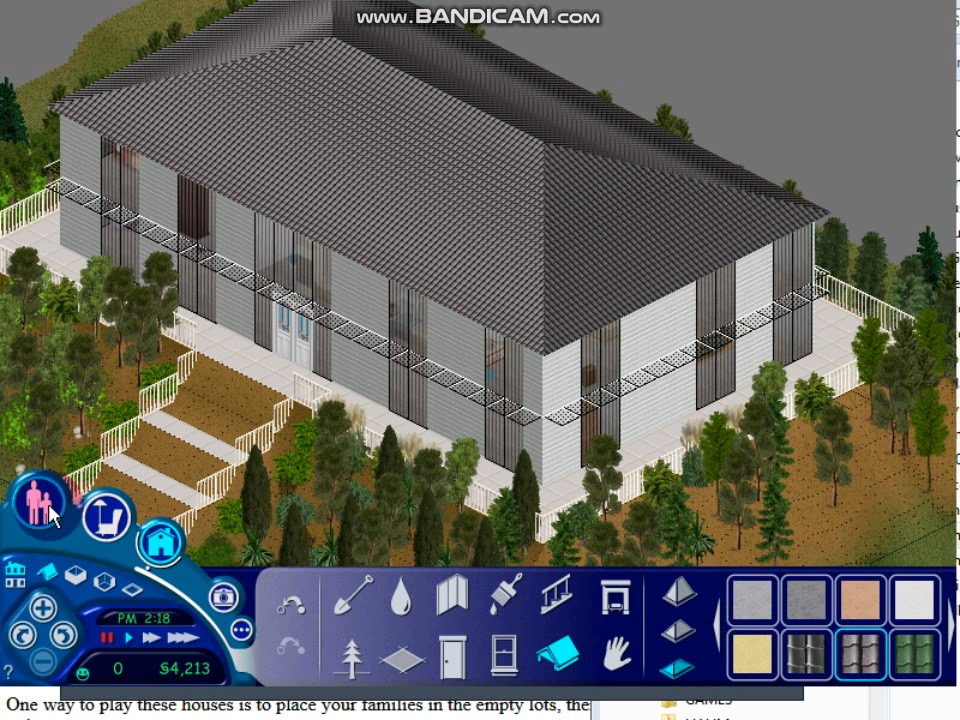 WWW.BANDICAM.COM
PM 2:18
0
§4,213
?
One way to play these houses is to place your families in the empty lots, the